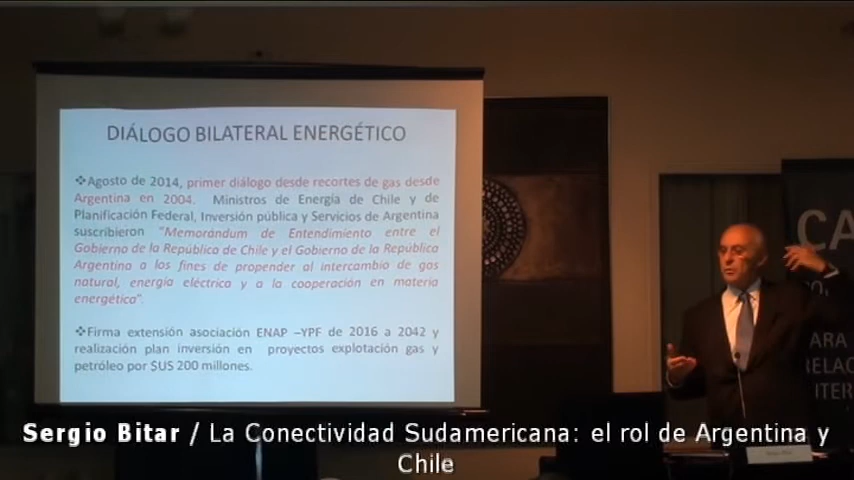 DIÁLOGO BILATERAL ENERGÉTICO
❖Agosto de 2014, primer diálogo desde recortes de gas desde
Argentina en 2004. Ministros de Energía de Chile y de
Planificación Federal, Inversión pública y Servicios de Argentina
suscribieron "Memorándum de Entendimiento entre el
Gobierno de la República de Chile y el Gobierno de la República
Argentina a los fines de propender al intercambio de gas
natural, energía eléctrica y a la cooperación en materia
energética".
❖Firma extensión asociación ENAP –YPF de 2016 a 2042 y
realización plan inversión en proyectos explotación gas y
petróleo por $US 200 millones.
CA
ARA
RELAC
ITER
Sergio Bitar / La Conectividad Sudamericana: el rol de Argentina y
Chile